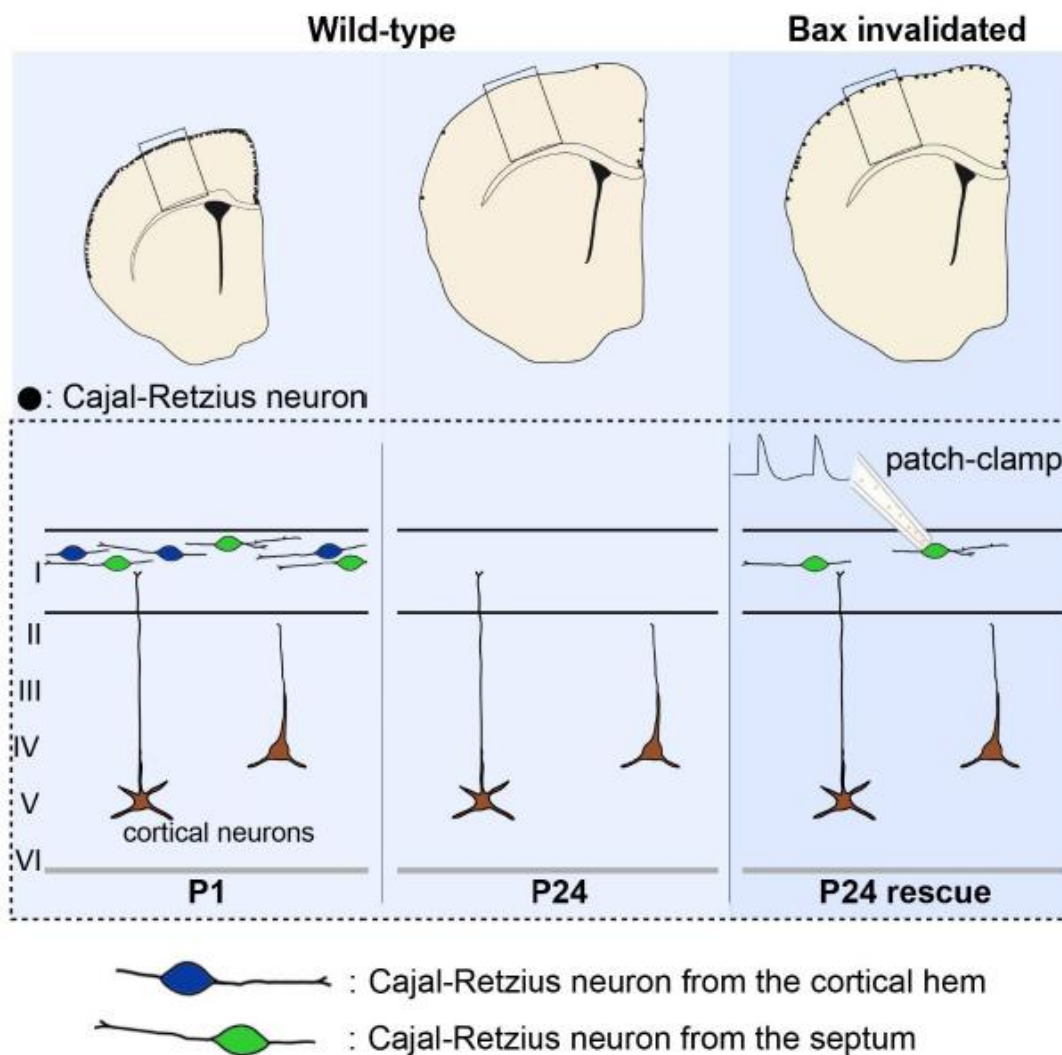 Wild-type
Bax invalidated
●: Cajal-Retzius neuron
patch-clamp
I
II
III
IV
V
VI
cortical neurons
P1
P24
P24 rescue
: Cajal-Retzius neuron from the cortical hem
: Cajal-Retzius neuron from the septum